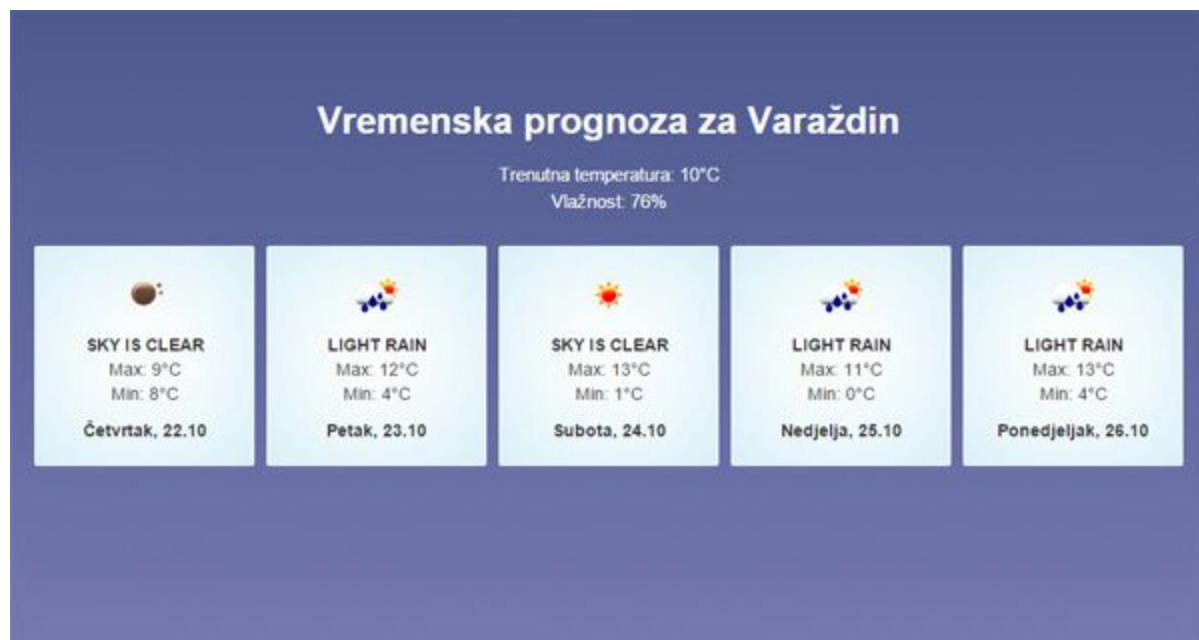 Vremenska prognoza za Varaždin
Trenutna temperatura: 10°C
Vlažnost: 76%
SKY IS CLEAR
Max: 9°C
Min: 8°C
Četvrtak, 22.10
LIGHT RAIN
Max: 12°C
Min: 4°C
Petak, 23.10
SKY IS CLEAR
Max: 13°C
Min: 1°C
Subota, 24.10
LIGHT RAIN
Max: 11°C
Min: 0°C
Nedjelja, 25.10
LIGHT RAIN
Max: 13°C
Min: 4°C
Ponedjeljak, 26.10